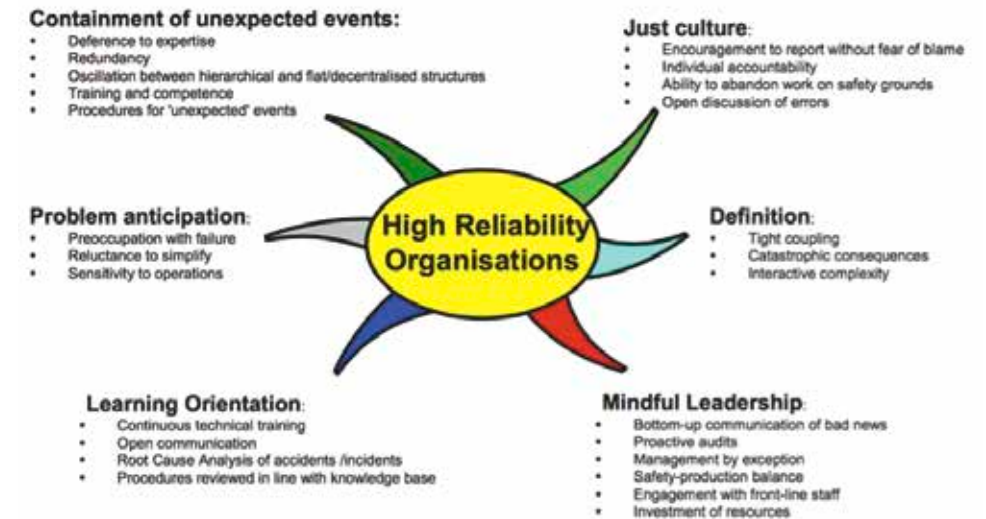 Containment of unexpected events:
• Deference to expertise
• Redundancy
• Oscillation between hierarchical and flat/decentralised structures
• Training and competence
• Procedures for 'unexpected' events
Just culture:
• Encouragement to report without fear of blame
• Individual accountability
• Ability to abandon work on safety grounds
• Open discussion of errors
Problem anticipation:
• Preoccupation with failure
• Reluctance to simplify
• Sensitivity to operations
High Reliability
Organisations
Definition:
• Tight coupling
• Catastrophic consequences
• Interactive complexity
Learning Orientation:
• Continuous technical training
• Open communication
• Root Cause Analysis of accidents /incidents
• Procedures reviewed in line with knowledge base
Mindful Leadership:
• Bottom-up communication of bad news
• Proactive audits
• Management by exception
• Safety-production balance
• Engagement with front-line staff
• Investment of resources